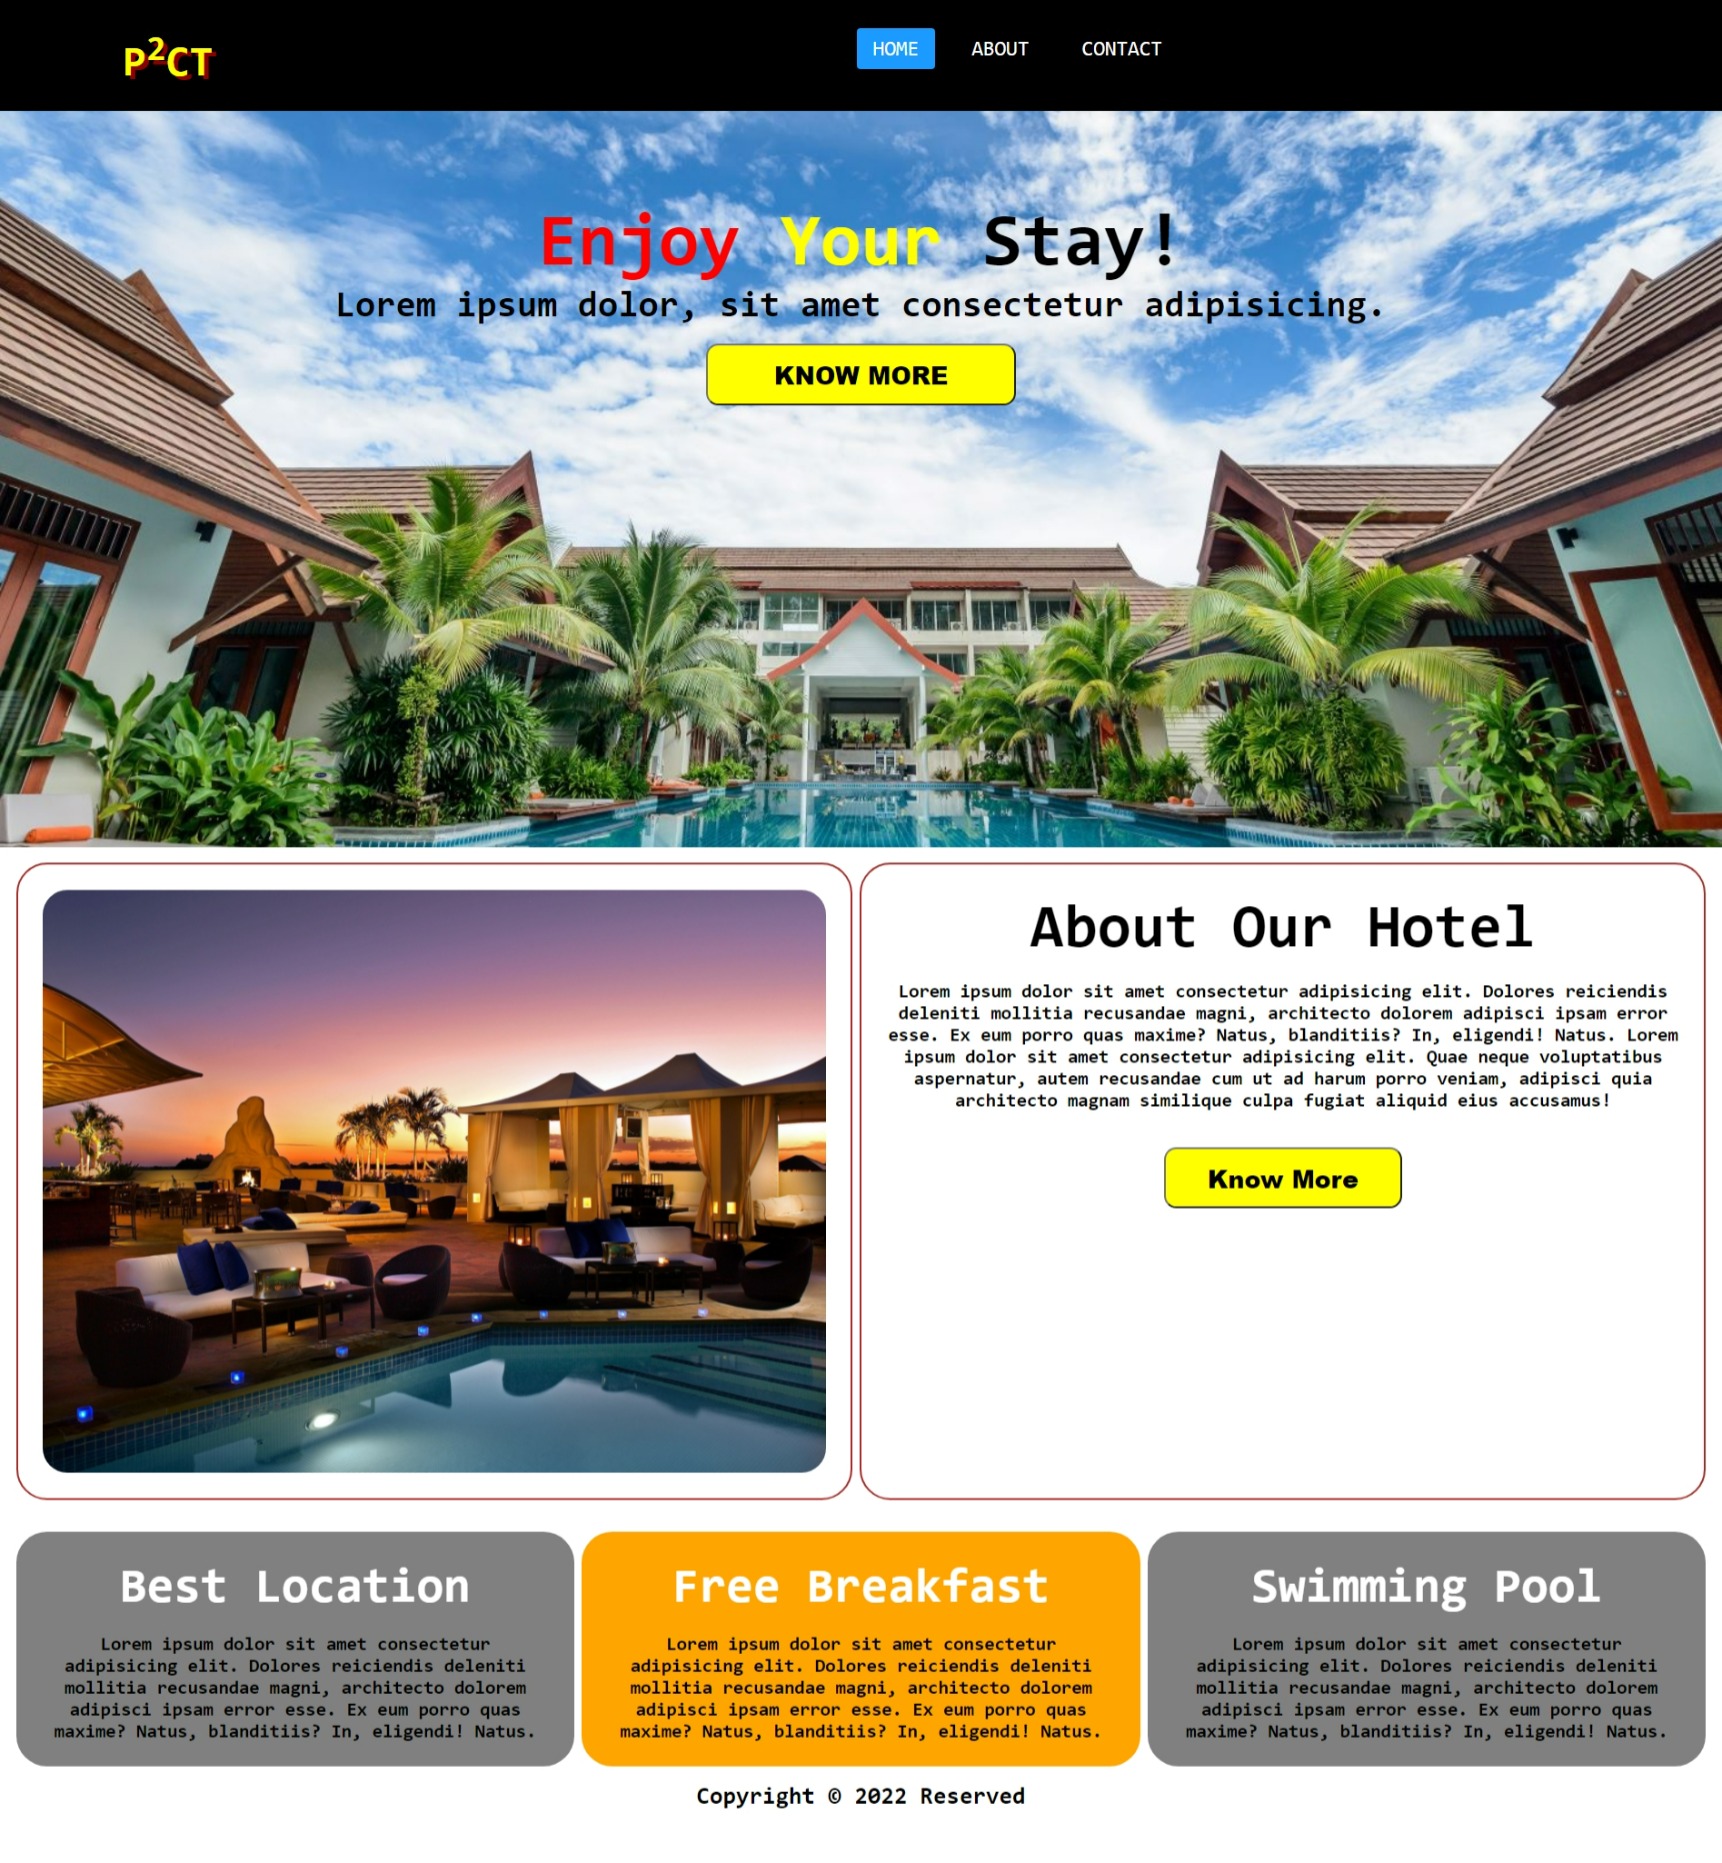 P²CT
HOME ABOUT CONTACT
Enjoy Your Stay!
Lorem ipsum dolor, sit amet consectetur adipisicing.
KNOW MORE
About Our Hotel
Lorem ipsum dolor sit amet consectetur adipisicing elit. Dolores reiciendis
deleniti mollitia recusandae magni, architecto dolorem adipisci ipsam error
esse. Ex eum porro quas maxime? Natus, blanditiis? In, eligendi! Natus. Lorem
ipsum dolor sit amet consectetur adipisicing elit. Quae neque voluptatibus
aspernatur, autem recusandae cum ut ad harum porro veniam, adipisci quia
architecto magnam similique culpa fugiat aliquid eius accusamus!
Know More
Best Location
Lorem ipsum dolor sit amet consectetur
adipisicing elit. Dolores reiciendis deleniti
mollitia recusandae magni, architecto dolorem
adipisci ipsam error esse. Ex eum porro quas
maxime? Natus, blanditiis? In, eligendi! Natus.
Free Breakfast
Lorem ipsum dolor sit amet consectetur
adipisicing elit. Dolores reiciendis deleniti
mollitia recusandae magni, architecto dolorem
adipisci ipsam error esse. Ex eum porro quas
maxime? Natus, blanditiis? In, eligendi! Natus.
Swimming Pool
Lorem ipsum dolor sit amet consectetur
adipisicing elit. Dolores reiciendis deleniti
mollitia recusandae magni, architecto dolorem
adipisci ipsam error esse. Ex eum porro quas
maxime? Natus, blanditiis? In, eligendi! Natus.
Copyright © 2022 Reserved